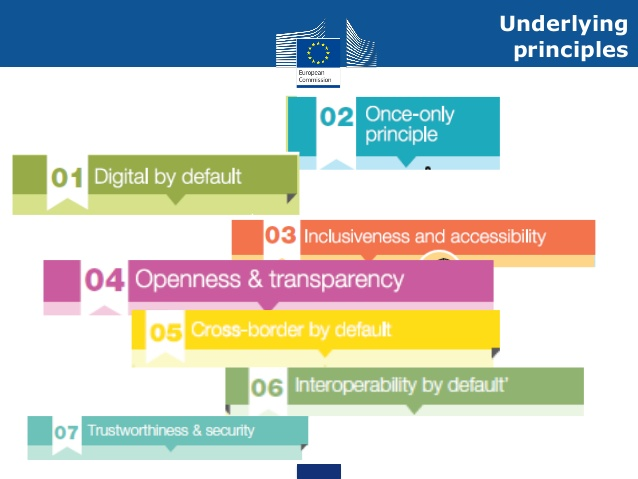 Underlying
principles
European
Commission
02 Once-only
principle
01 Digital by default
03 Inclusiveness and accessibility
04 Openness & transparency
05 Cross-border by default
06 Interoperability by default'
07 Trustworthiness & security